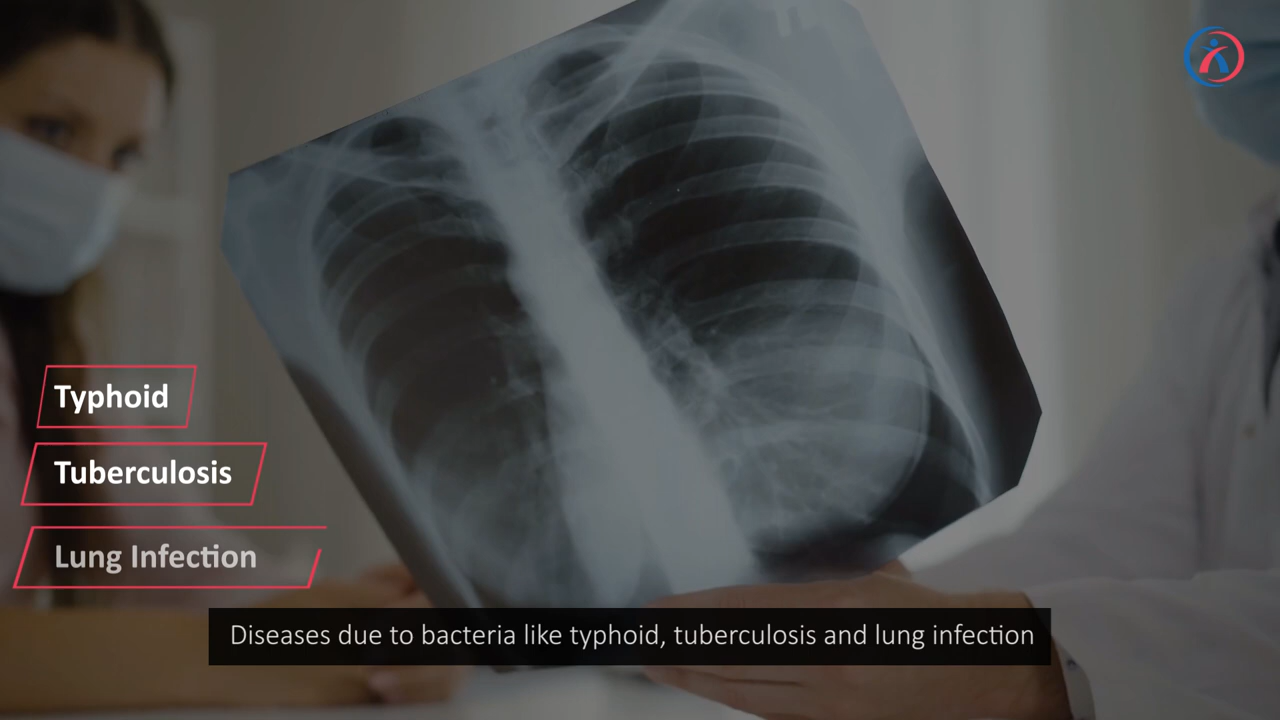 Typhoid
Tuberculosis
Lung Infection
Diseases due to bacteria like typhoid, tuberculosis and lung infection